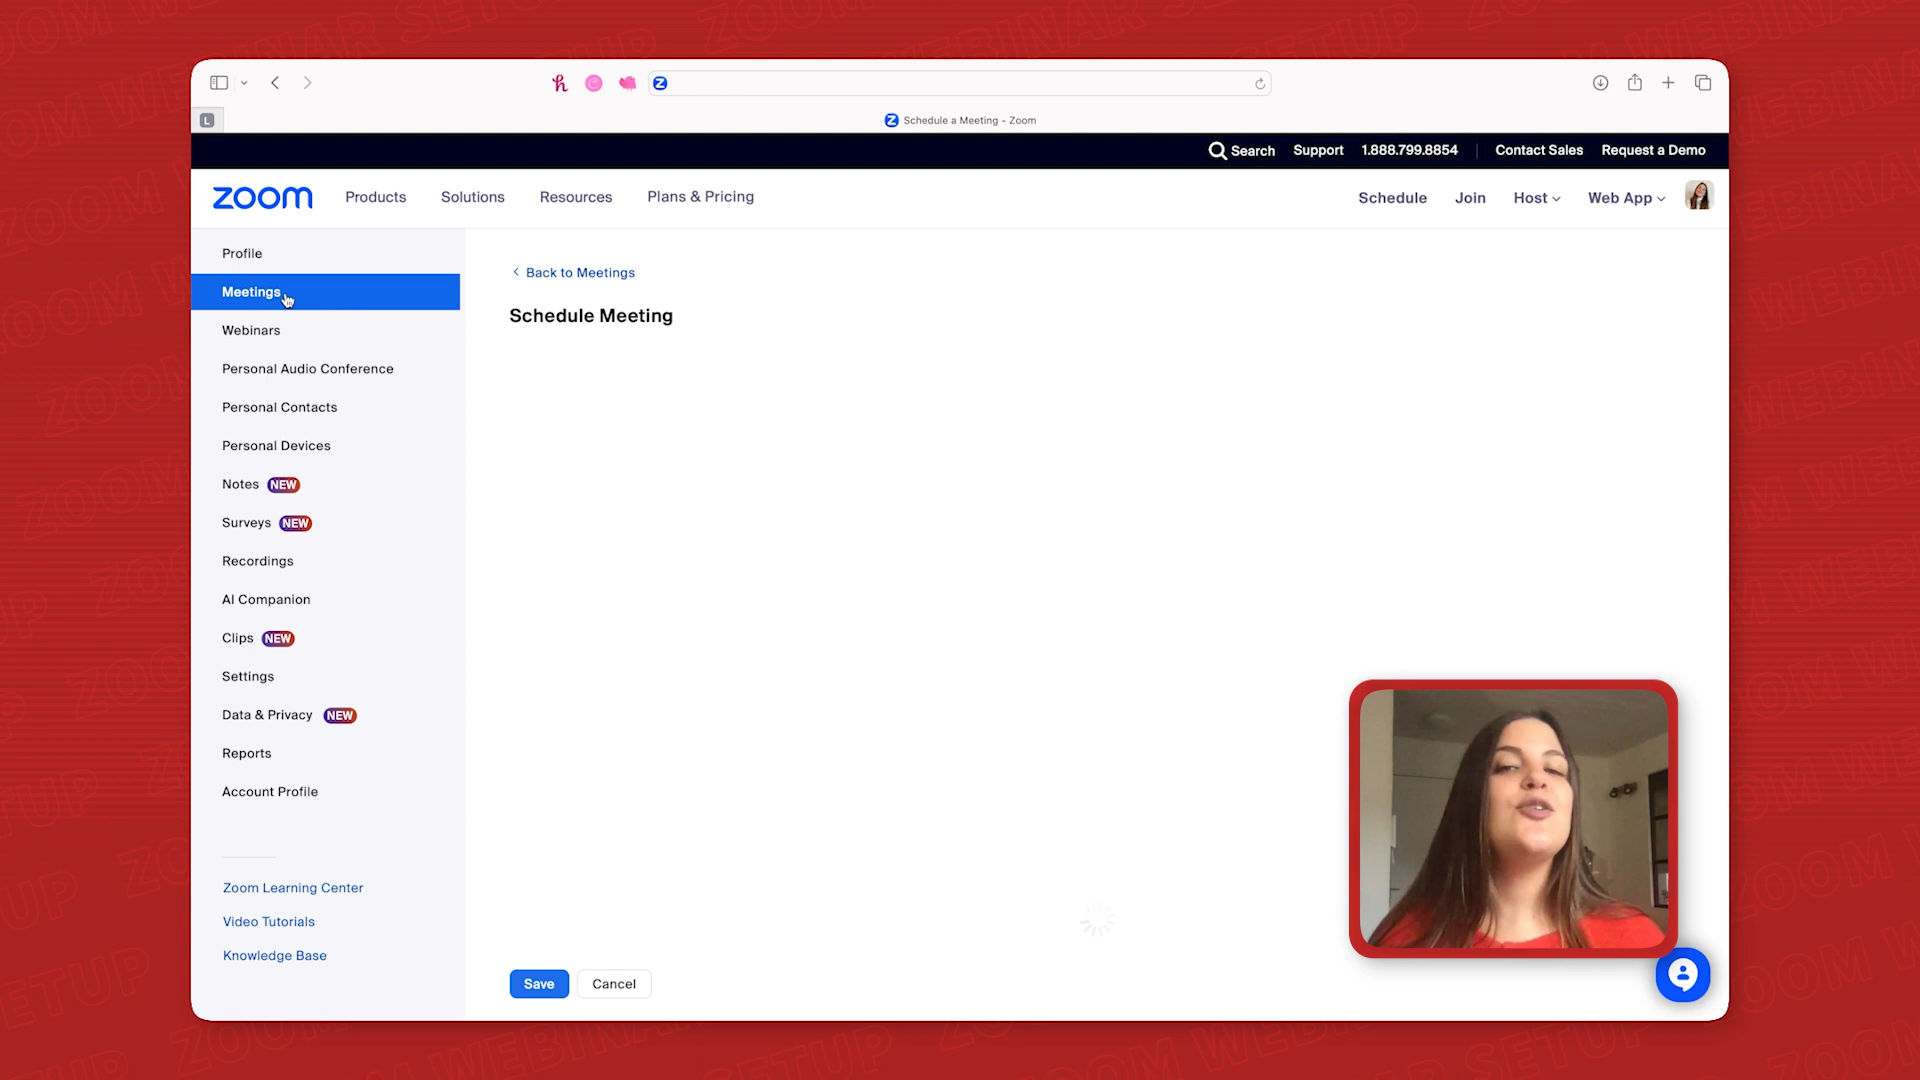 ZOOM WEBINAR SETUP
Schedule a Meeting - Zoom
Search Support 1.888.799.8854 Contact Sales Request a Demo
zoom Products Solutions Resources Plans & Pricing Schedule Join Host Web App
Profile
Meetings
Webinars
Personal Audio Conference
Personal Contacts
Personal Devices
Notes NEW
Surveys NEW
Recordings
AI Companion
Clips NEW
Settings
Data & Privacy NEW
Reports
Account Profile
Zoom Learning Center
Video Tutorials
Knowledge Base
Back to Meetings
Schedule Meeting
Save Cancel